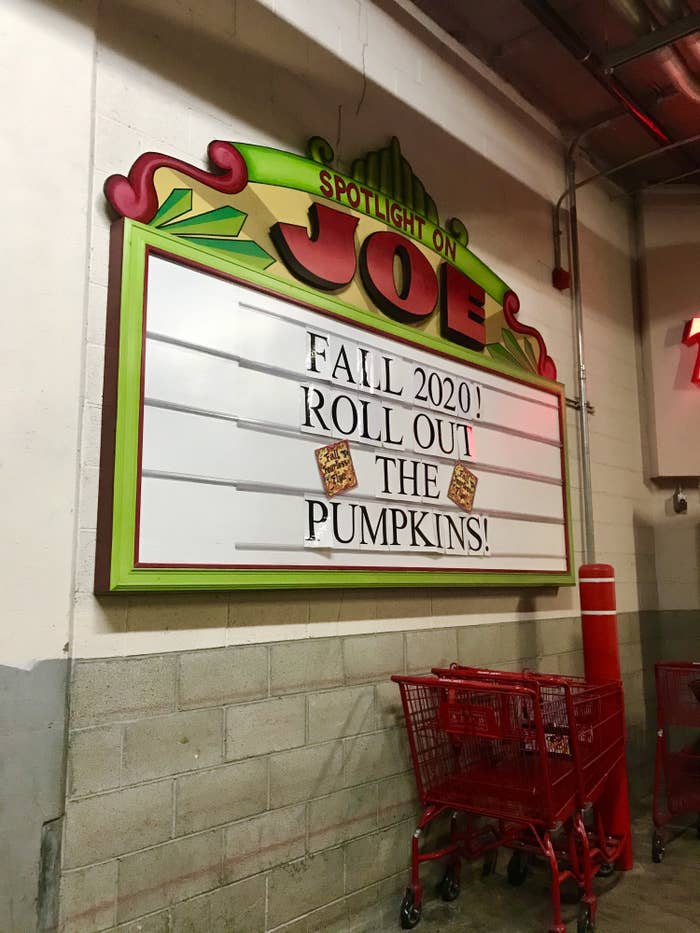 SPOTLIGHT ON
JOE
FALL 2020!
ROLL OUT
THE
PUMPKINS!